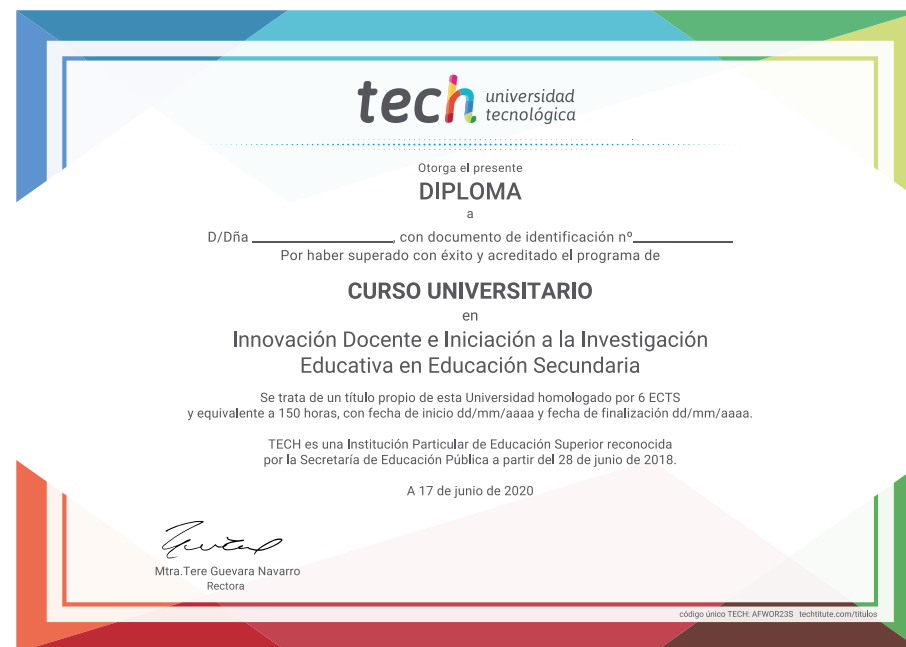 tech universidad
tecnológica
Otorga el presente
DIPLOMA
a
D/Dña ____________________, con documento de identificación nº______________
Por haber superado con éxito y acreditado el programa de
CURSO UNIVERSITARIO
en
Innovación Docente e Iniciación a la Investigación
Educativa en Educación Secundaria
Se trata de un título propio de esta Universidad homologado por 6 ECTS
y equivalente a 150 horas, con fecha de inicio dd/mm/aaaa y fecha de finalización dd/mm/aaaa.
TECH es una Institución Particular de Educación Superior reconocida
por la Secretaría de Educación Pública a partir del 28 de junio de 2018.
A 17 de junio de 2020
Mtra.Tere Guevara Navarro
Rectora
código único TECH: AFWOR23S techtitute.com/titulos